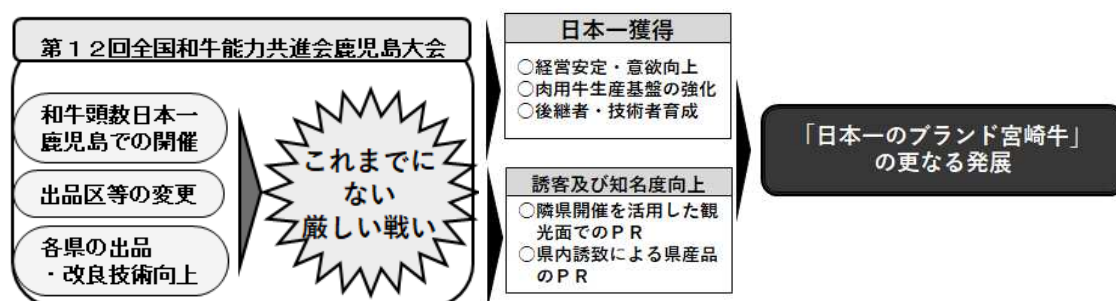 第１２回全国和牛能力共進会鹿児島大会
和牛頭数日本一
鹿児島での開催
出品区等の変更
各県の出品
・改良技術向上
これまでに
ない
厳しい戦い
日本一獲得
○経営安定・意欲向上
○肉用牛生産基盤の強化
○後継者・技術者育成
誘客及び知名度向上
○隣県開催を活用した観
光面でのＰＲ
○県内誘致による県産品
のＰＲ
「日本一のブランド宮崎牛」
の更なる発展